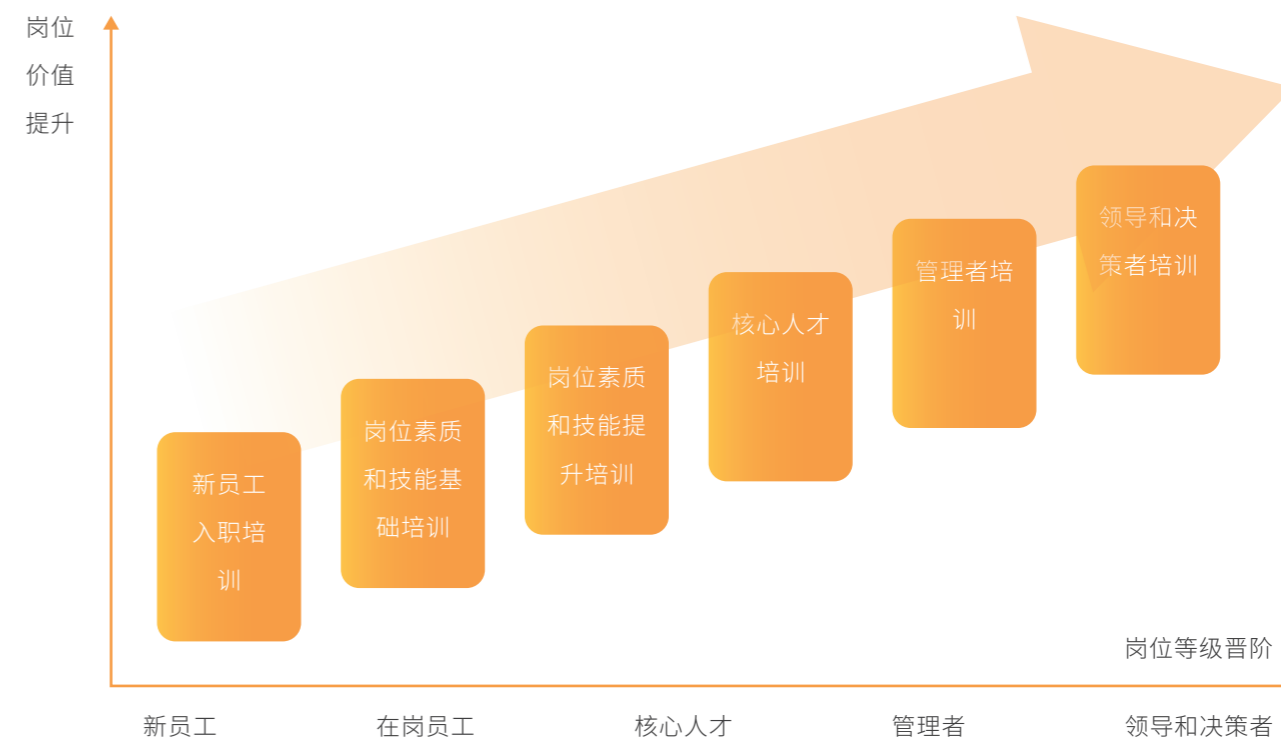 岗位
价值
提升
新员工
入职培
训
岗位素质
和技能基
础培训
岗位素质
和技能提
升培训
核心人才
培训
管理者培
训
领导和决
策者培训
岗位等级晋阶
新员工
在岗员工
核心人才
管理者
领导和决策者